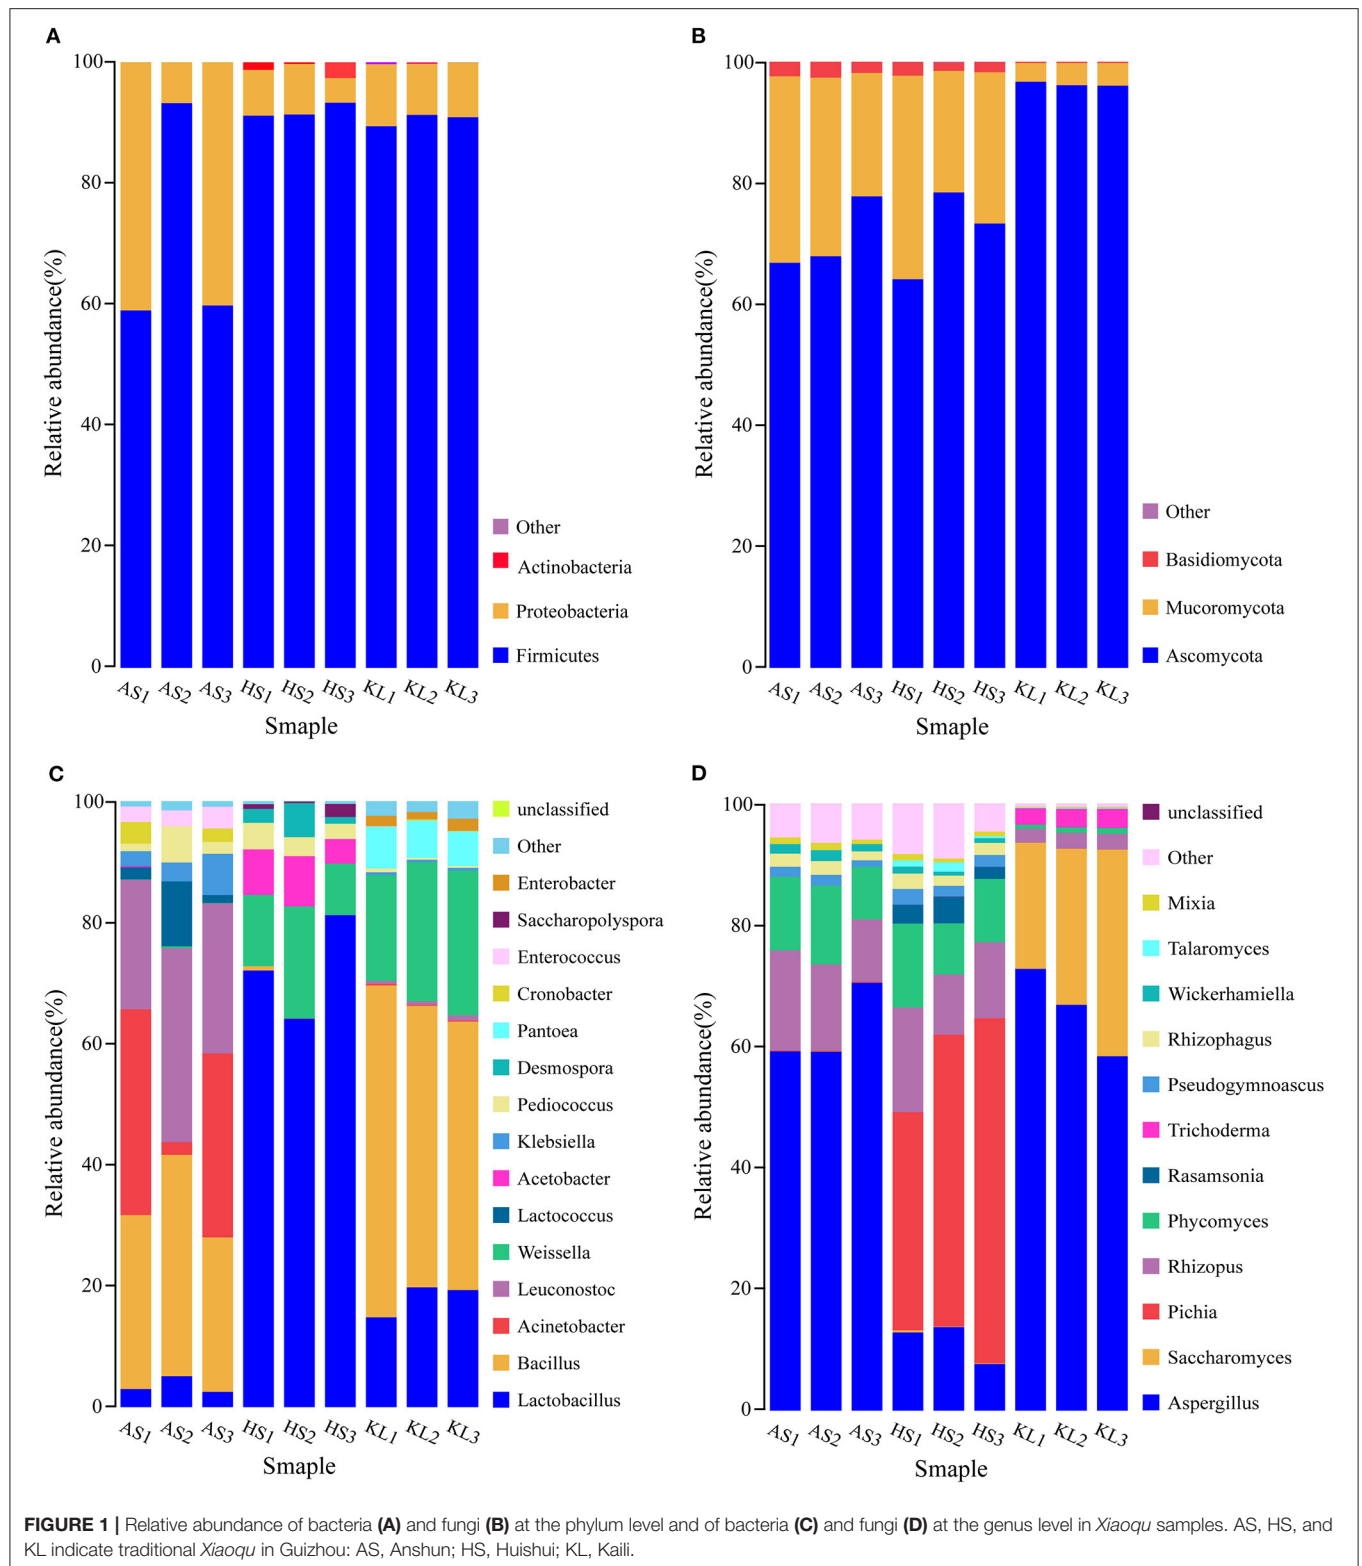 A
100
80
60
40
20
0
Relative abundance(%)
AS1 AS2 AS3 HS1 HS2 HS3 KL1 KL2 KL3
Smaple
Other
Actinobacteria
Proteobacteria
Firmicutes
B
100
80
60
40
20
0
Relative abundance(%)
AS1 AS2 AS3 HS1 HS2 HS3 KL1 KL2 KL3
Smaple
Other
Basidiomycota
Mucoromycota
Ascomycota
C
100
80
60
40
20
0
Relative abundance(%)
AS1 AS2 AS3 HS1 HS2 HS3 KL1 KL2 KL3
Smaple
unclassified
Other
Enterobacter
Saccharopolyspora
Enterococcus
Cronobacter
Pantoea
Desmospora
Pediococcus
Klebsiella
Acetobacter
Lactococcus
Weissella
Leuconostoc
Acinetobacter
Bacillus
Lactobacillus
D
100
80
60
40
20
0
Relative abundance(%)
AS1 AS2 AS3 HS1 HS2 HS3 KL1 KL2 KL3
Smaple
unclassified
Other
Mixia
Talaromyces
Wickerhamiella
Rhizophagus
Pseudogymnoascus
Trichoderma
Rasamsonia
Phycomyces
Rhizopus
Pichia
Saccharomyces
Aspergillus
FIGURE 1 | Relative abundance of bacteria (A) and fungi (B) at the phylum level and of bacteria (C) and fungi (D) at the genus level in Xiaoqu samples. AS, HS, and
KL indicate traditional Xiaoqu in Guizhou: AS, Anshun; HS, Huishui; KL, Kaili.